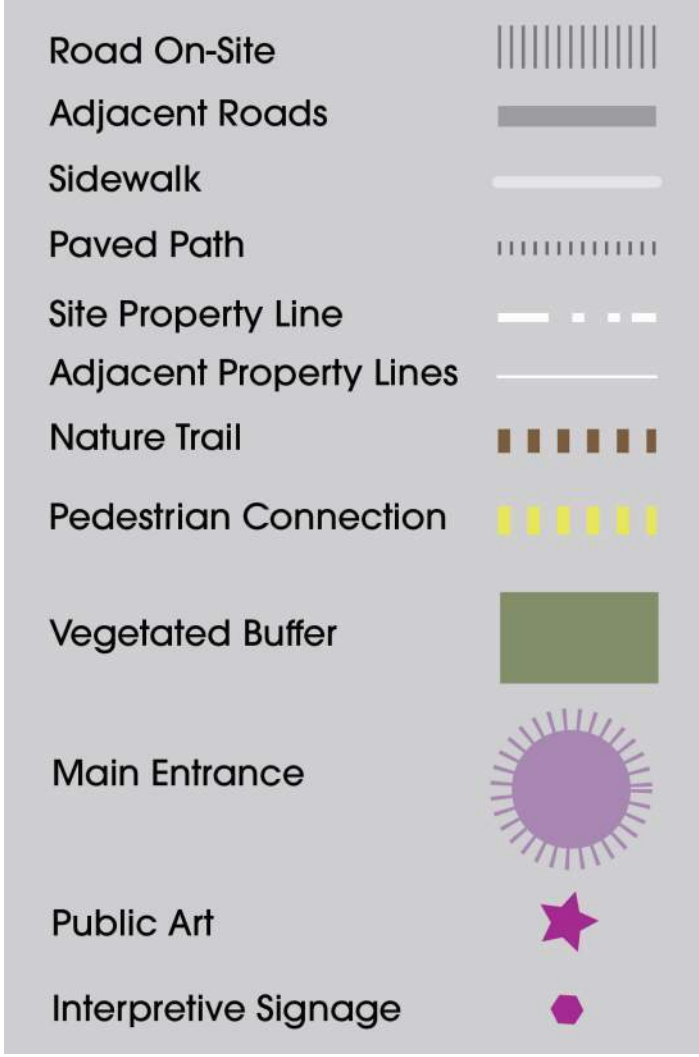 Road On-Site
Adjacent Roads
Sidewalk
Paved Path
Site Property Line
Adjacent Property Lines
Nature Trail
Pedestrian Connection
Vegetated Buffer
Main Entrance
Public Art
Interpretive Signage